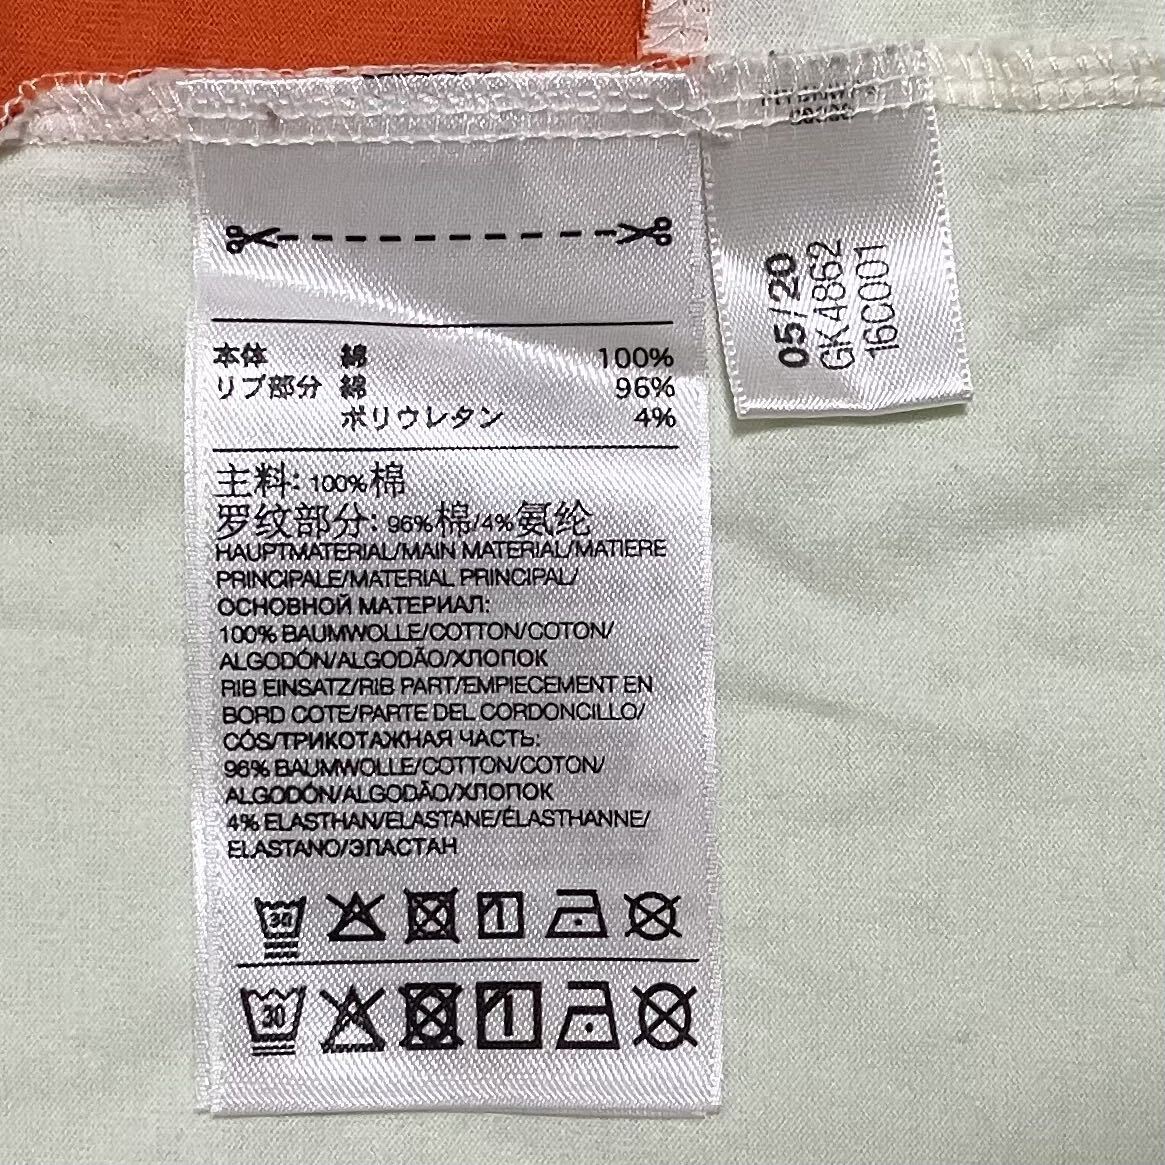 本体 綿 100%
リブ部分 綿 96%
ポリウレタン 4%
主料: 100%棉
罗纹部分: 96%棉/4%氨纶
HAUPTMATERIAL/MAIN MATERIAL/MATIERE
PRINCIPALE/MATERIAL PRINCIPAL/
ОСНОВНОЙ МАТЕРИАЛ:
100% BAUMWOLLE/COTTON/COTON/
ALGODÓN/ALGODÃO/ХЛОПОК
RIB EINSATZ/RIB PART/EMPIECEMENT EN
BORD COTE/PARTE DEL CORDONCILLO/
CÓS/ТРИКОТАЖНАЯ ЧАСТЬ:
96% BAUMWOLLE/COTTON/COTON/
ALGODÓN/ALGODÃO/ХЛОПОК
4% ELASTHAN/ELASTANE/ÉLASTHANNE/
ELASTANO/ЭЛАСТАН
30 1
30 1
05/20
GK4862
16C001